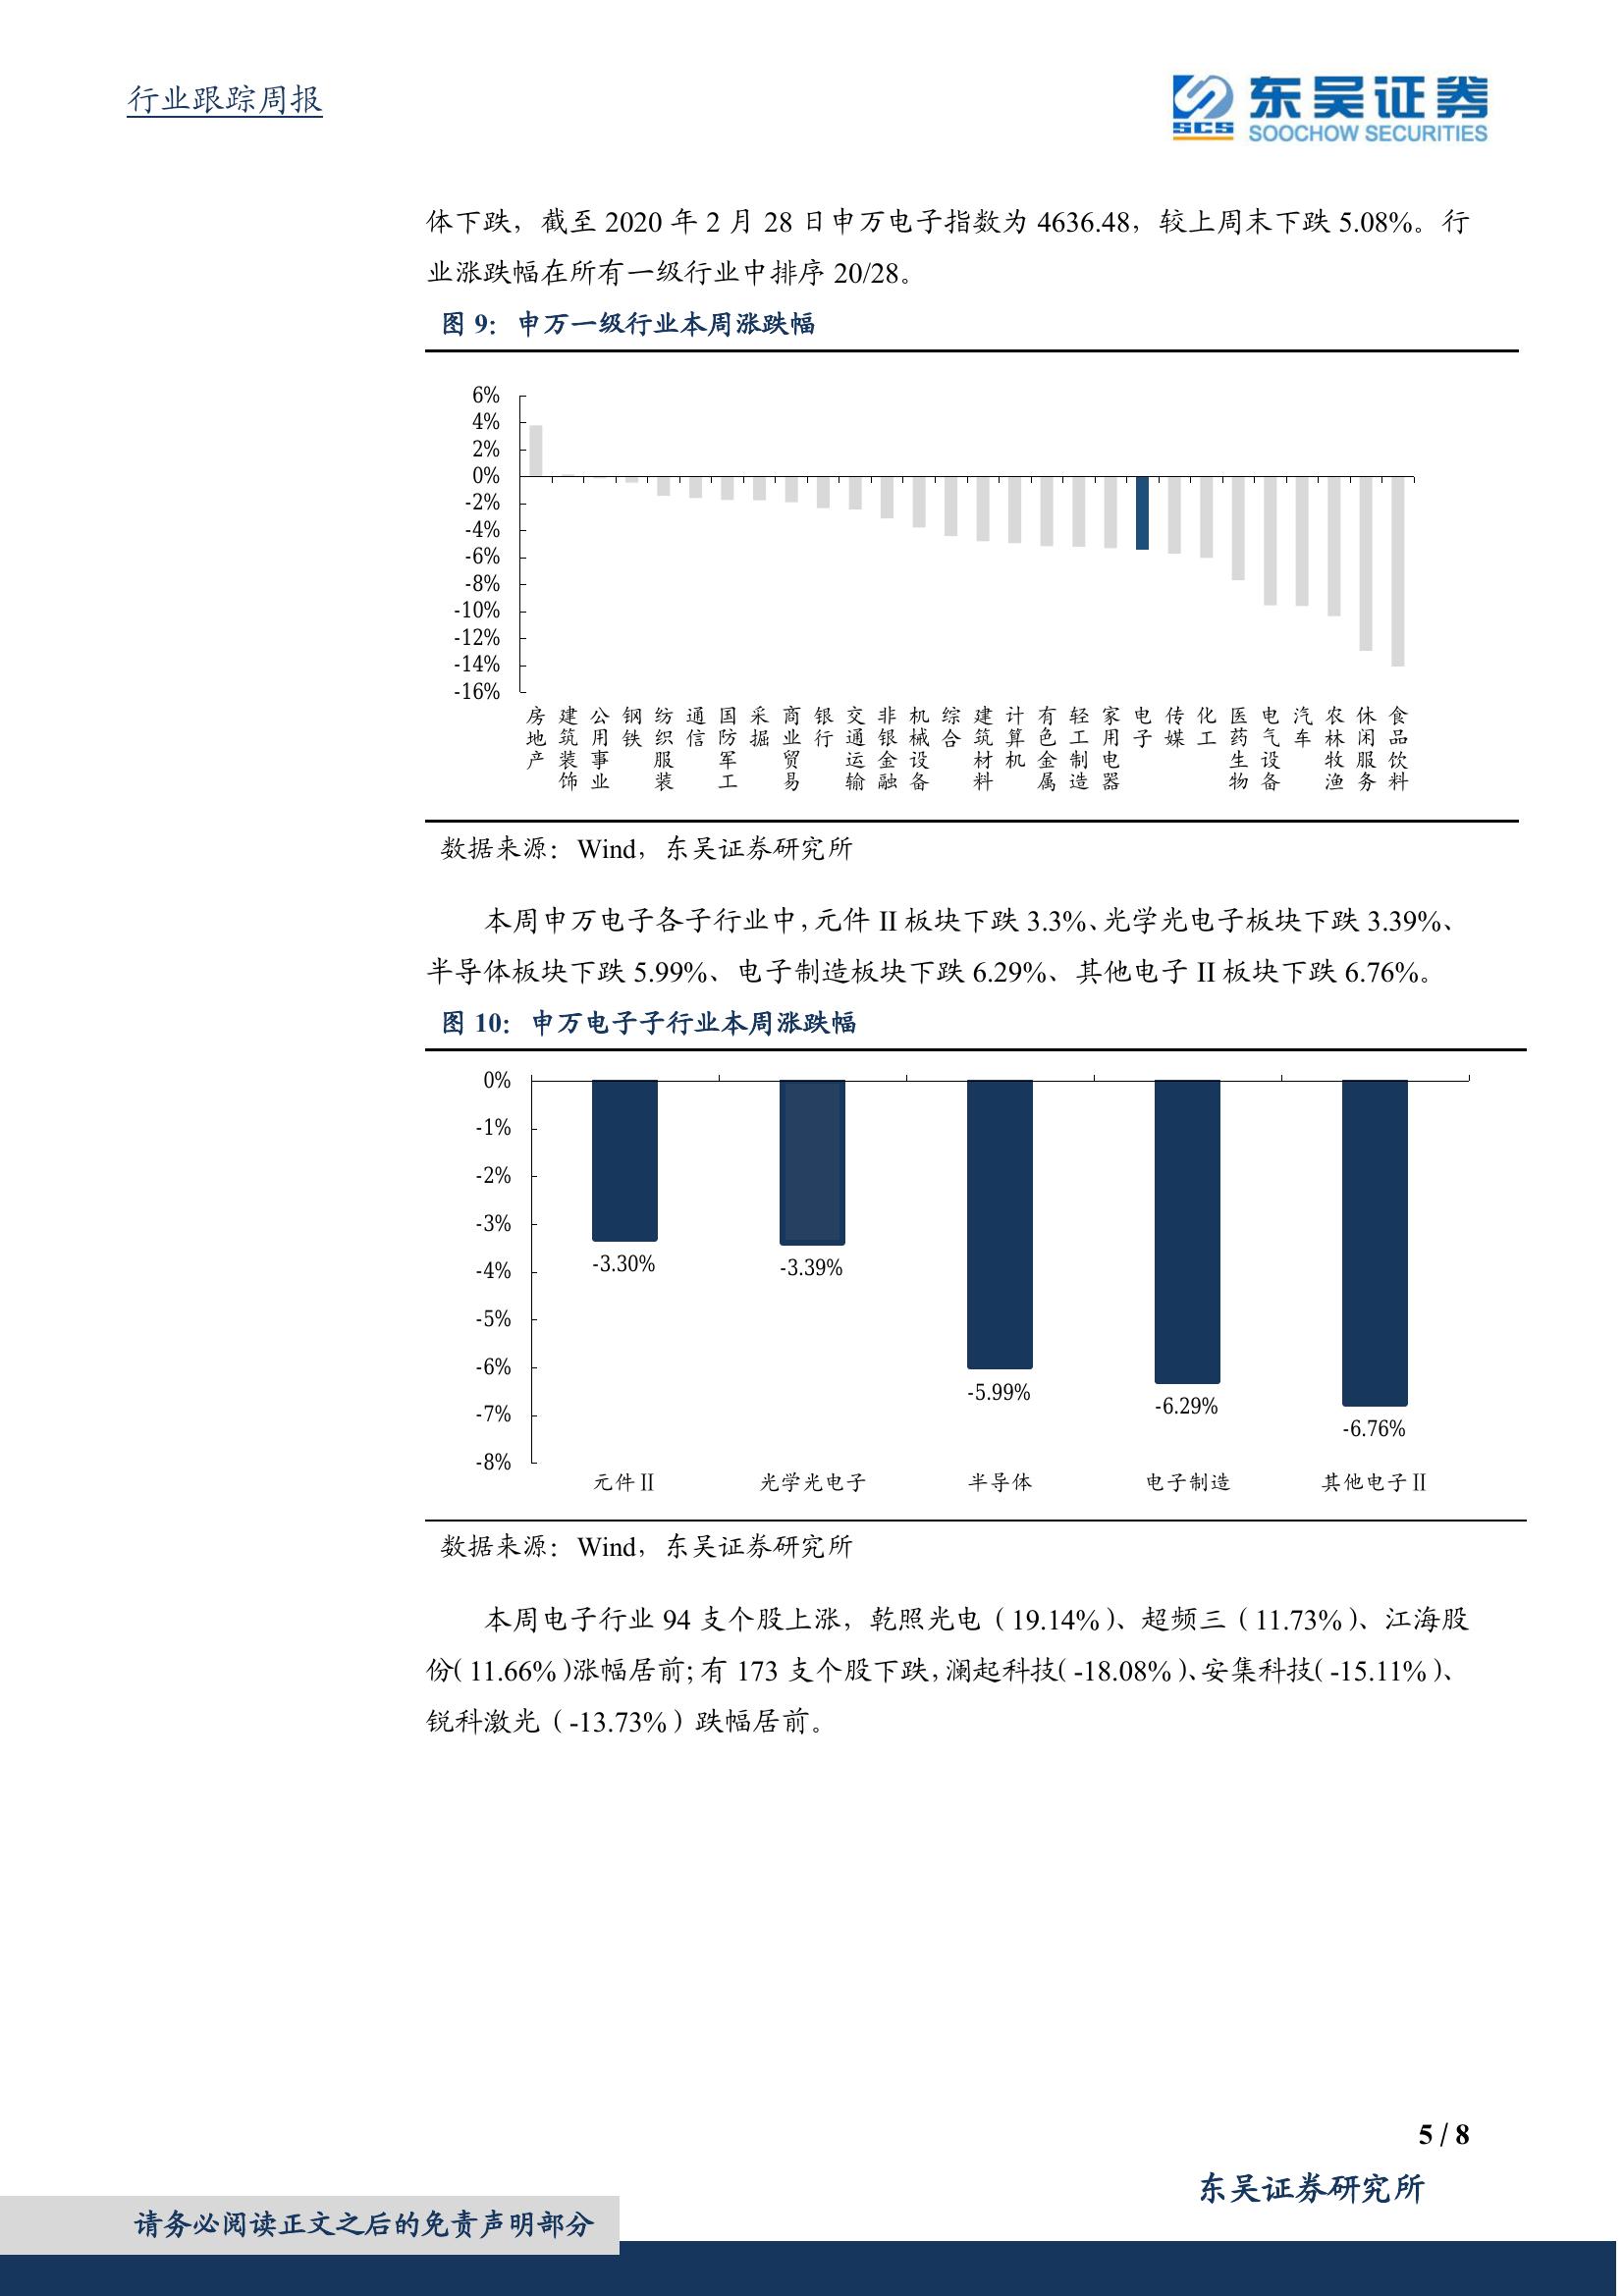 行业跟踪周报
SCS
东吴证券
SOOCHOW SECURITIES
体下跌，截至 2020 年 2 月 28 日申万电子指数为 4636.48，较上周末下跌 5.08%。行
业涨跌幅在所有一级行业中排序 20/28。
图 9：申万一级行业本周涨跌幅
6%
4%
2%
0%
-2%
-4%
-6%
-8%
-10%
-12%
-14%
-16%
房地产
建筑装饰
公用事业
钢铁
纺织服装
通信
国防军工
采掘
商业贸易
银行
交通运输
非银金融
机械设备
综合
建筑材料
计算机
有色金属
轻工制造
家用电器
电子
传媒
化工
医药生物
电气设备
汽车
农林牧渔
休闲服务
食品饮料
数据来源：Wind，东吴证券研究所
本周申万电子各子行业中，元件 II 板块下跌 3.3%、光学光电子板块下跌 3.39%、
半导体板块下跌 5.99%、电子制造板块下跌 6.29%、其他电子 II 板块下跌 6.76%。
图 10：申万电子子行业本周涨跌幅
0%
-1%
-2%
-3%
-4%
-5%
-6%
-7%
-8%
-3.30%
-3.39%
-5.99%
-6.29%
-6.76%
元件Ⅱ
光学光电子
半导体
电子制造
其他电子Ⅱ
数据来源：Wind，东吴证券研究所
本周电子行业 94 支个股上涨，乾照光电（19.14%）、超频三（11.73%）、江海股
份（11.66%）涨幅居前；有 173 支个股下跌，澜起科技（-18.08%）、安集科技（-15.11%）、
锐科激光（-13.73%）跌幅居前。
5 / 8
东吴证券研究所
请务必阅读正文之后的免责声明部分